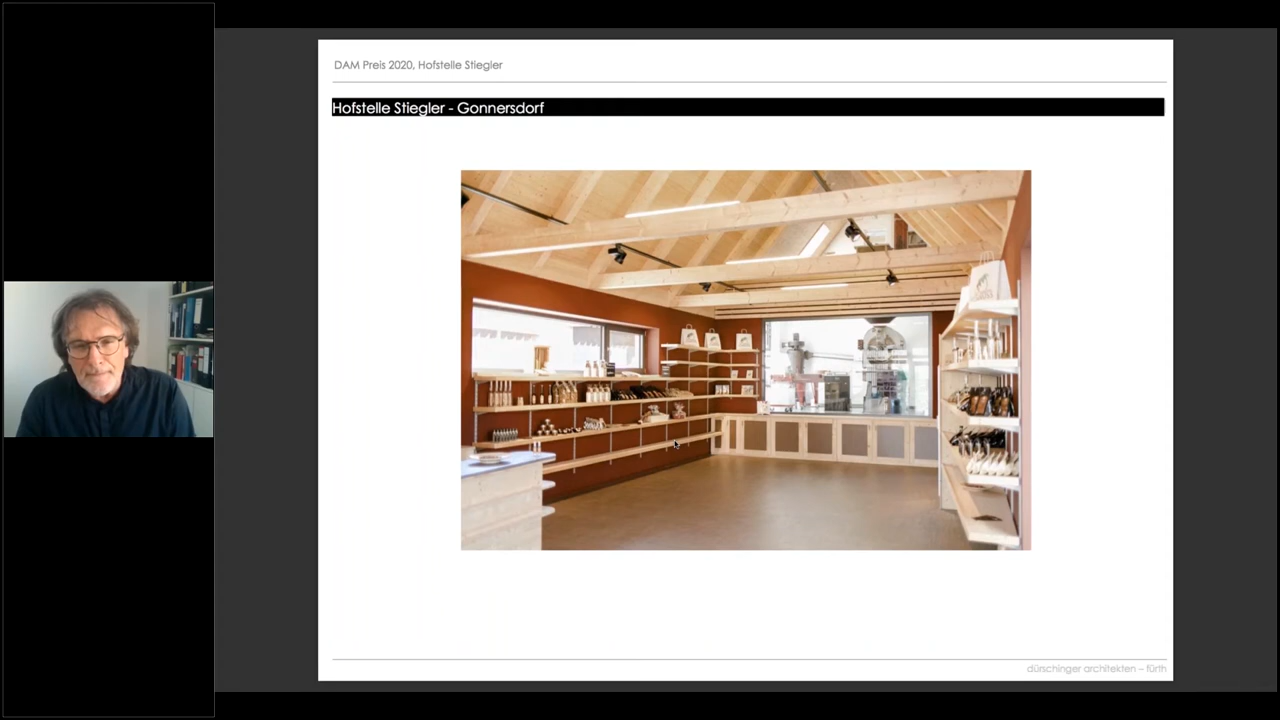 DAM Preis 2020, Hofstelle Stiegler
Hofstelle Stiegler - Gonnersdorf
dürschinger architekten – fürth